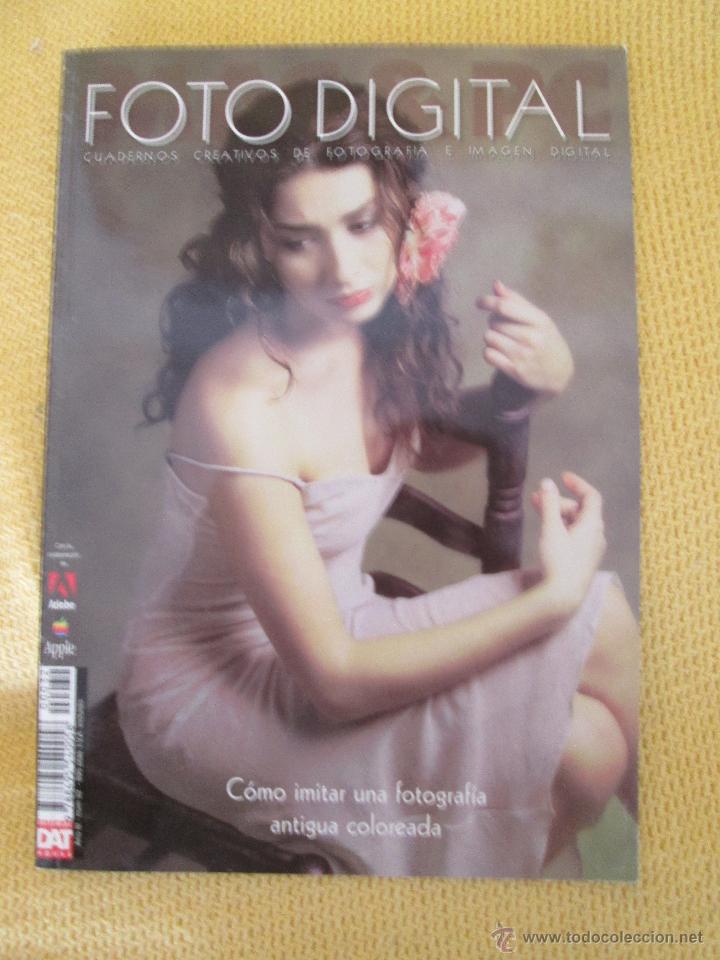 FOTO DIGITAL
CUADERNOS CREATIVOS DE FOTOGRAFIA E IMAGEN DIGITAL
Adobe
Apple
DAT
Cómo imitar una fotografía
antigua coloreada
© www.todocoleccion.net